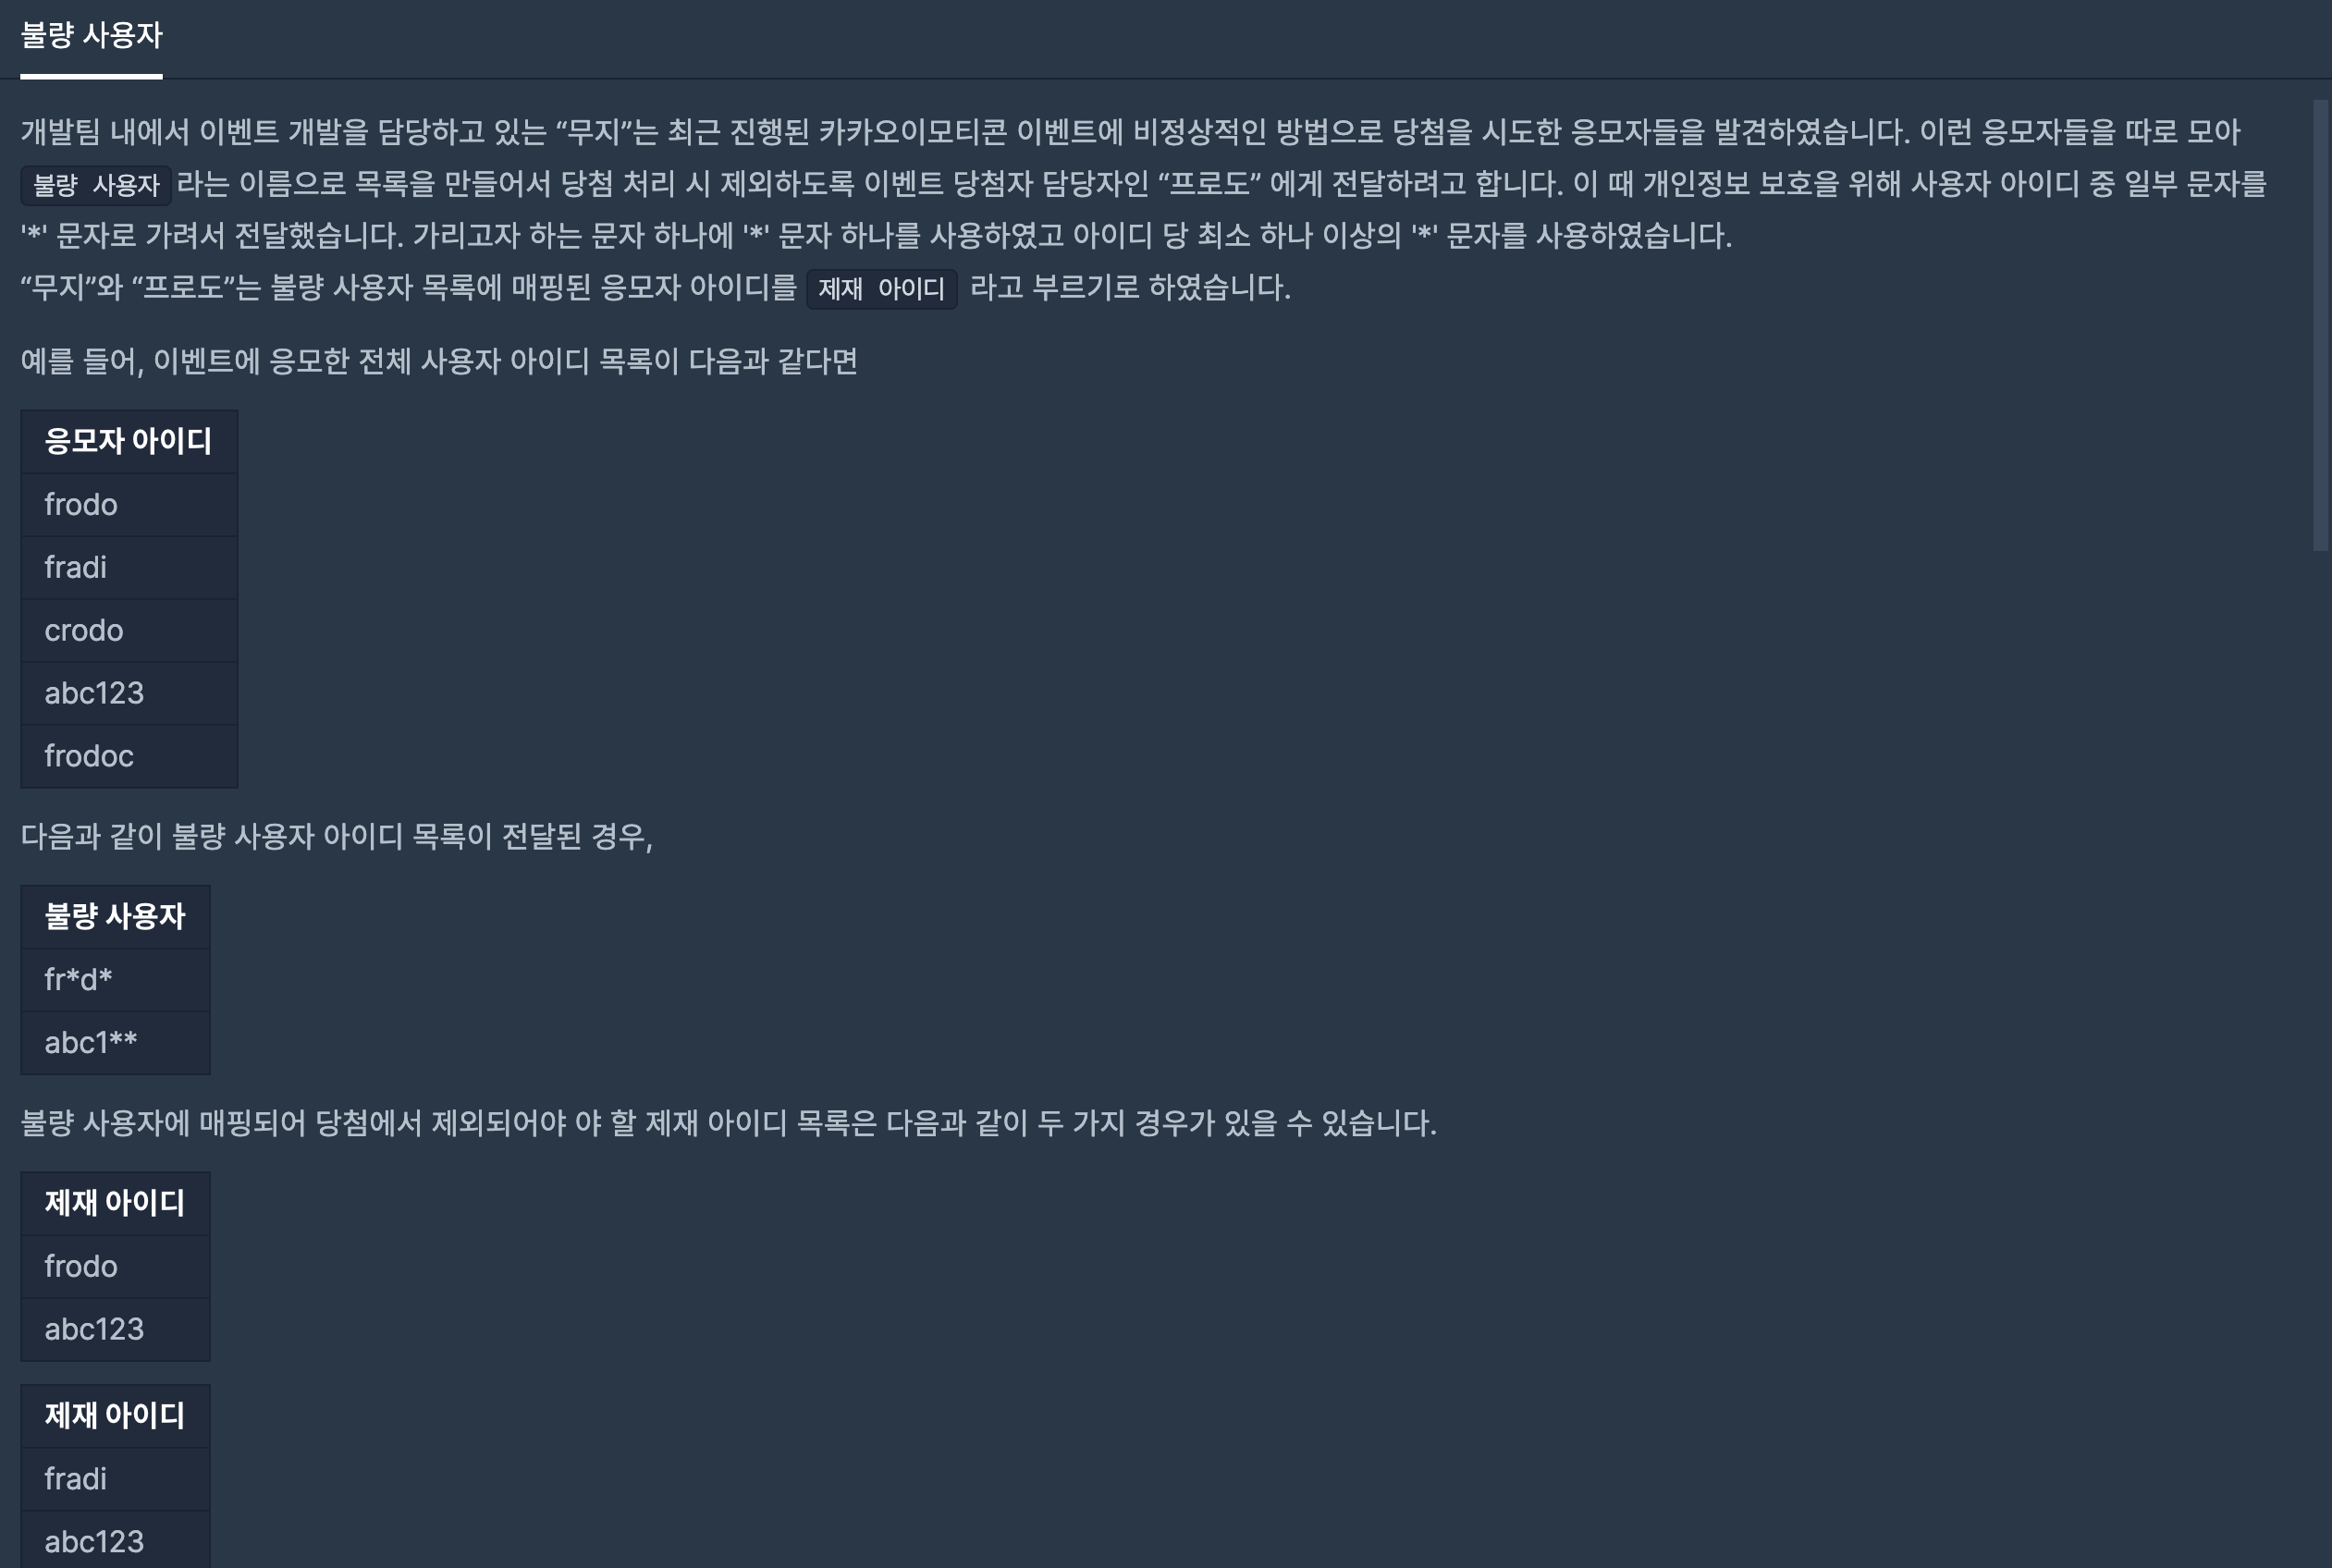 불량 사용자
개발팀 내에서 이벤트 개발을 담당하고 있는 “무지”는 최근 진행된 카카오이모티콘 이벤트에 비정상적인 방법으로 당첨을 시도한 응모자들을 발견하였습니다. 이런 응모자들을 따로 모아
불량 사용자 라는 이름으로 목록을 만들어서 당첨 처리 시 제외하도록 이벤트 당첨자 담당자인 “프로도” 에게 전달하려고 합니다. 이 때 개인정보 보호을 위해 사용자 아이디 중 일부 문자를
'*' 문자로 가려서 전달했습니다. 가리고자 하는 문자 하나에 '*' 문자 하나를 사용하였고 아이디 당 최소 하나 이상의 '*' 문자를 사용하였습니다.
“무지”와 “프로도”는 불량 사용자 목록에 매핑된 응모자 아이디를 제재 아이디 라고 부르기로 하였습니다.
예를 들어, 이벤트에 응모한 전체 사용자 아이디 목록이 다음과 같다면
응모자 아이디
frodo
fradi
crodo
abc123
frodoc
다음과 같이 불량 사용자 아이디 목록이 전달된 경우,
불량 사용자
fr*d*
abc1**
불량 사용자에 매핑되어 당첨에서 제외되어야 야 할 제재 아이디 목록은 다음과 같이 두 가지 경우가 있을 수 있습니다.
제재 아이디
frodo
abc123
제재 아이디
fradi
abc123